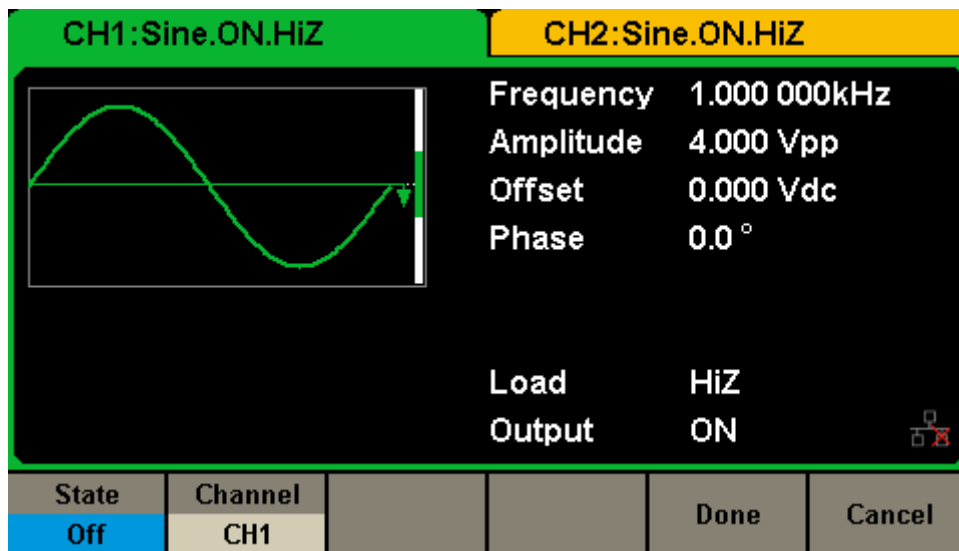 CH1:Sine.ON.HiZ
CH2:Sine.ON.HiZ
Frequency 1.000 000kHz
Amplitude 4.000 Vpp
Offset 0.000 Vdc
Phase 0.0 °
Load HiZ
Output ON
State Channel
Off CH1
Done Cancel